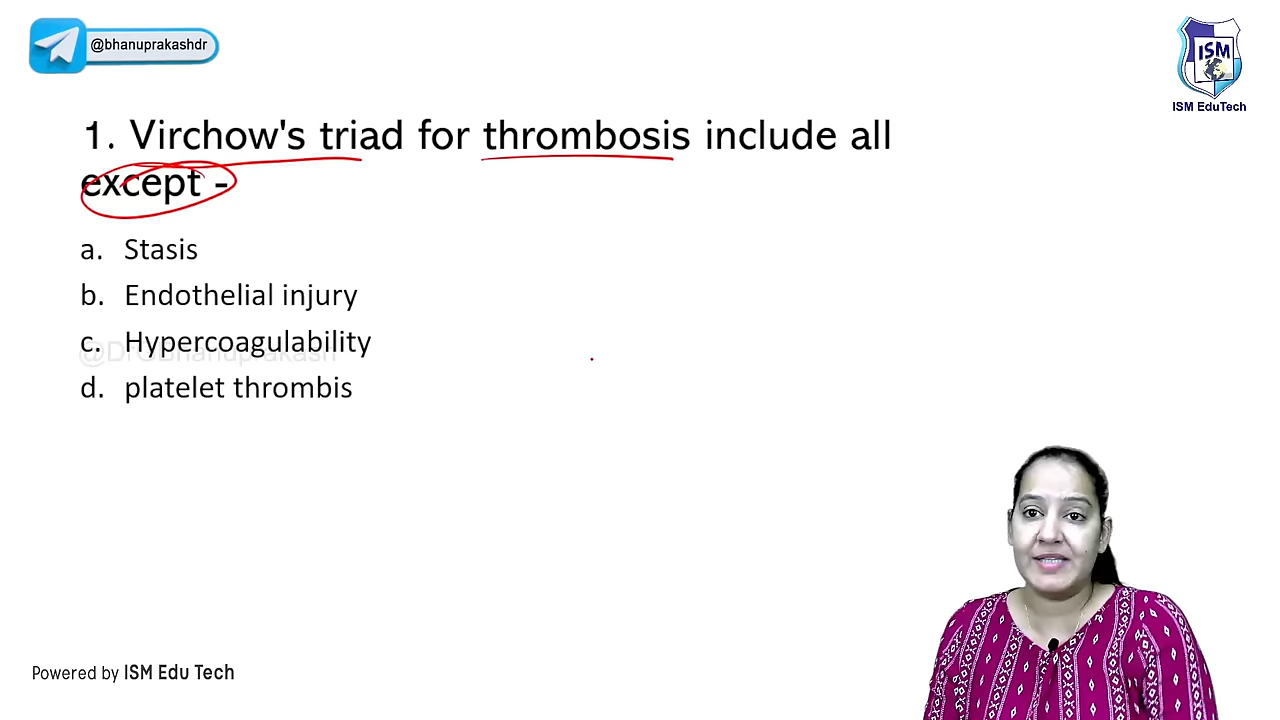 @bhanuprakashdr
ISM
ISM EduTech
1. Virchow's triad for thrombosis include all
except -
a. Stasis
b. Endothelial injury
c. Hypercoagulability
d. platelet thrombis
Powered by ISM Edu Tech